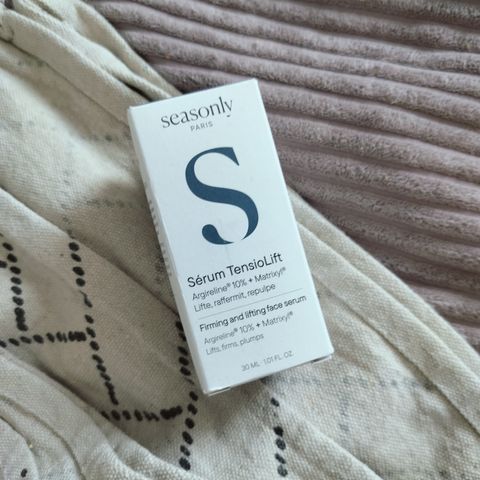 seasonly
PARIS
S
Sérum TensioLift
Argireline® 10% + Matrixyl®
Lifte, raffermit, repulpe
Firming and lifting face serum
Argireline® 10% + Matrixyl®
Lifts, firms, plumps
30 ML 1.01 FL. OZ.